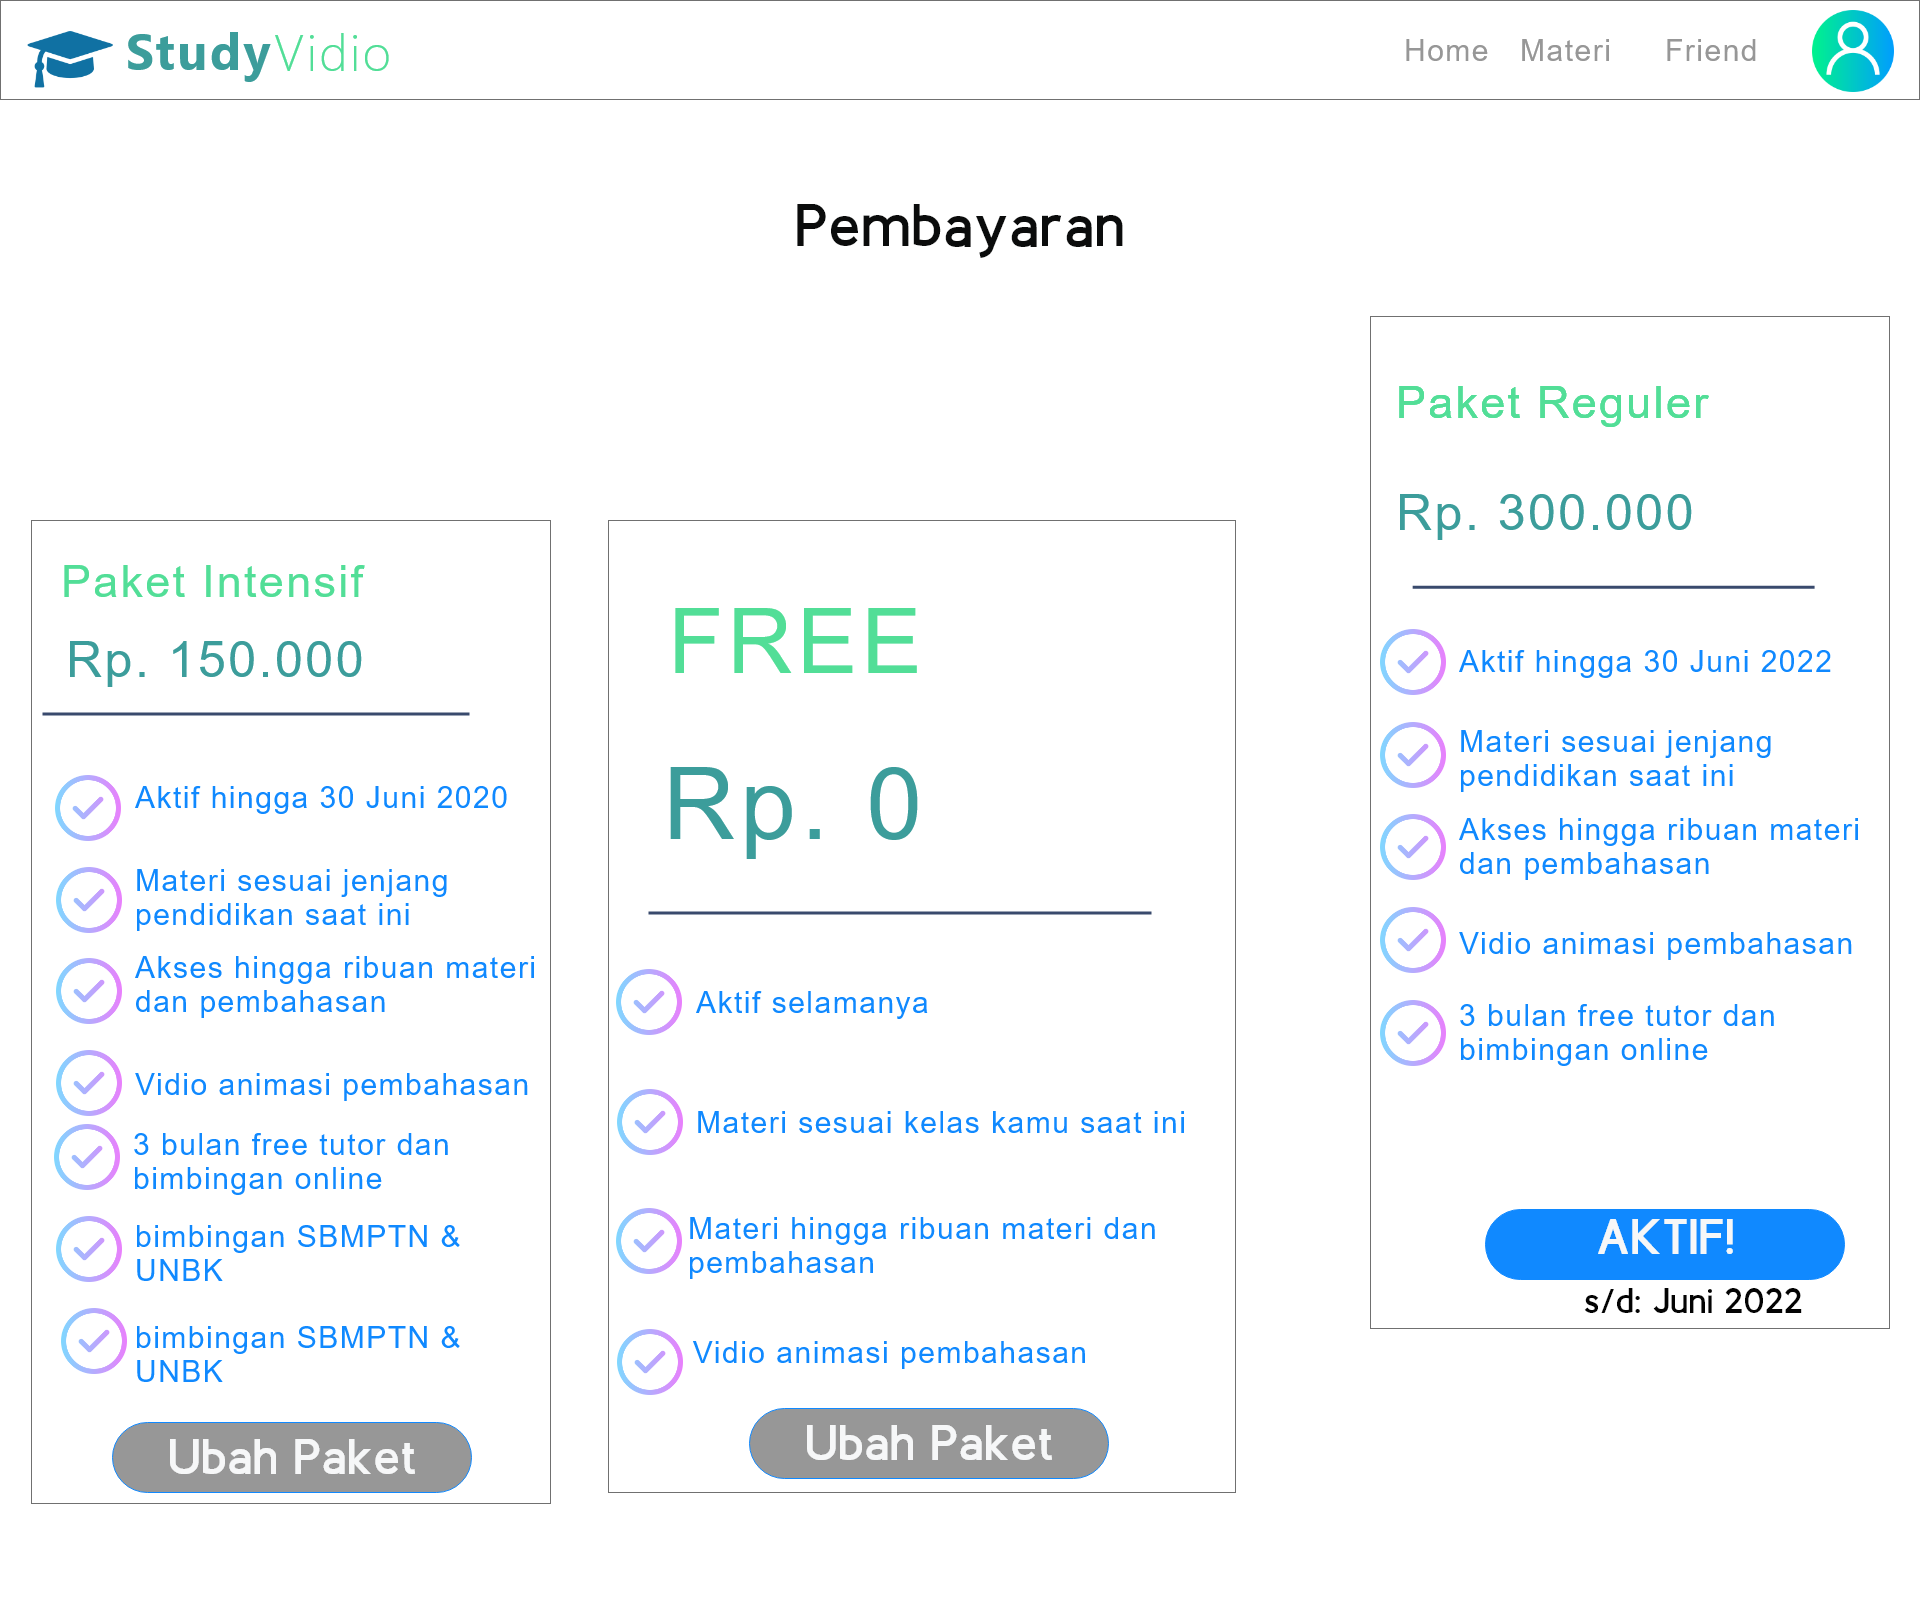 StudyVidio
Home Materi Friend
Pembayaran
Paket Intensif
Rp. 150.000
Aktif hingga 30 Juni 2020
Materi sesuai jenjang
pendidikan saat ini
Akses hingga ribuan materi
dan pembahasan
Vidio animasi pembahasan
3 bulan free tutor dan
bimbingan online
bimbingan SBMPTN &
UNBK
bimbingan SBMPTN &
UNBK
Ubah Paket
FREE
Rp. 0
Aktif selamanya
Materi sesuai kelas kamu saat ini
Materi hingga ribuan materi dan
pembahasan
Vidio animasi pembahasan
Ubah Paket
Paket Reguler
Rp. 300.000
Aktif hingga 30 Juni 2022
Materi sesuai jenjang
pendidikan saat ini
Akses hingga ribuan materi
dan pembahasan
Vidio animasi pembahasan
3 bulan free tutor dan
bimbingan online
AKTIF!
s/d: Juni 2022